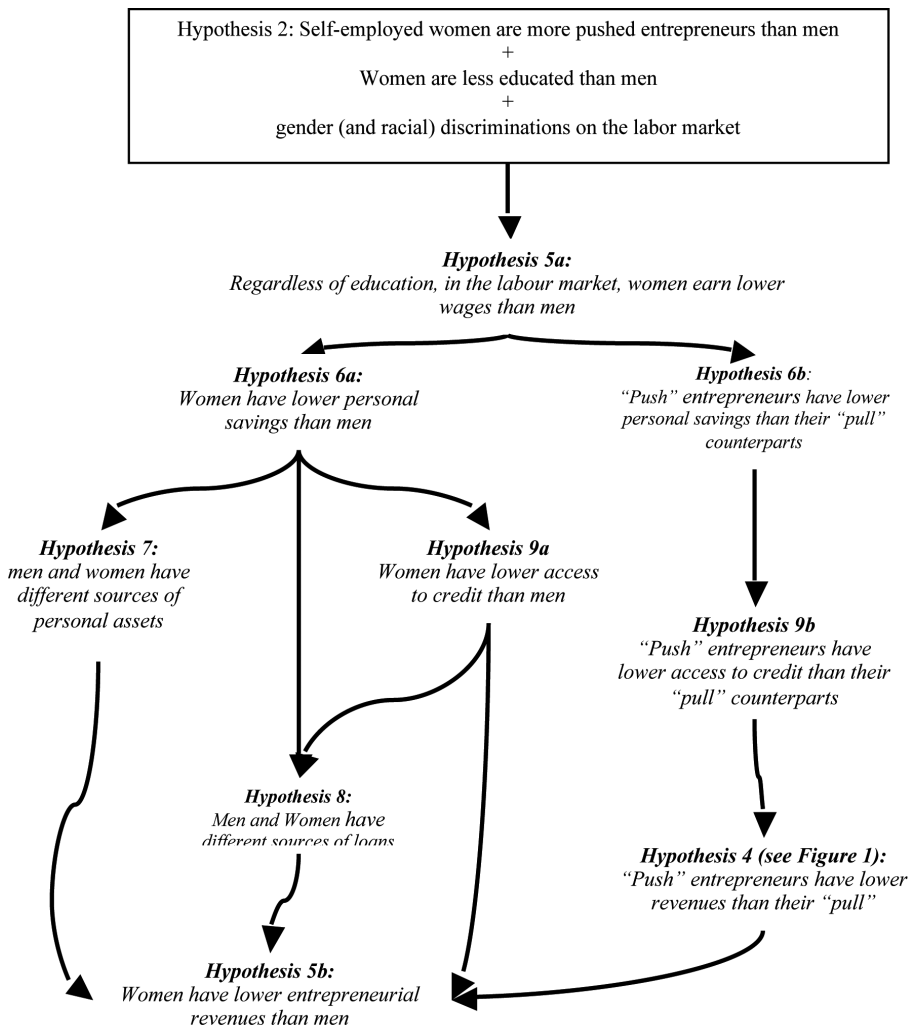 Hypothesis 2: Self-employed women are more pushed entrepreneurs than men
+
Women are less educated than men
+
gender (and racial) discriminations on the labor market
Hypothesis 5a:
Regardless of education, in the labour market, women earn lower
wages than men
Hypothesis 6a:
Women have lower personal
savings than men
Hypothesis 6b:
“Push” entrepreneurs have lower
personal savings than their “pull”
counterparts
Hypothesis 7:
men and women have
different sources of
personal assets
Hypothesis 9a
Women have lower access
to credit than men
Hypothesis 9b
“Push” entrepreneurs have
lower access to credit than their
“pull” counterparts
Hypothesis 8:
Men and Women have
different sources of loans
Hypothesis 4 (see Figure 1):
“Push” entrepreneurs have lower
revenues than their “pull”
Hypothesis 5b:
Women have lower entrepreneurial
revenues than men